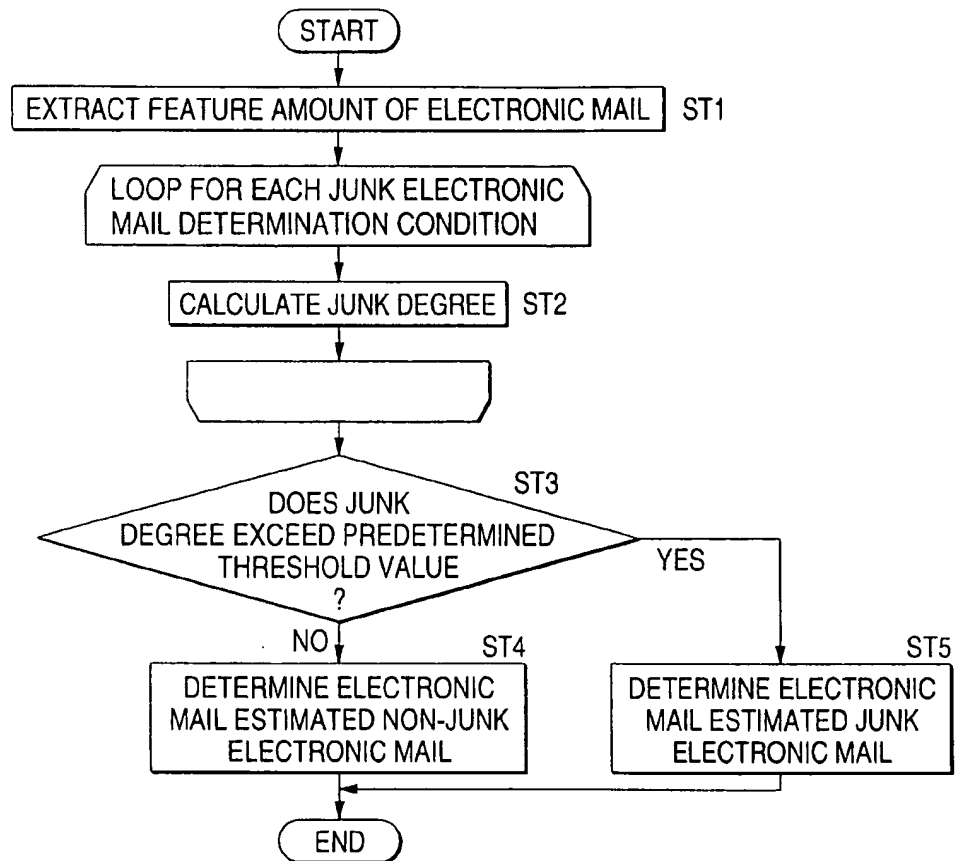 START
EXTRACT FEATURE AMOUNT OF ELECTRONIC MAIL
ST1
LOOP FOR EACH JUNK ELECTRONIC
MAIL DETERMINATION CONDITION
CALCULATE JUNK DEGREE
ST2
ST3
DOES JUNK
DEGREE EXCEED PREDETERMINED
THRESHOLD VALUE
?
YES
NO
ST4
DETERMINE ELECTRONIC
MAIL ESTIMATED NON-JUNK
ELECTRONIC MAIL
ST5
DETERMINE ELECTRONIC
MAIL ESTIMATED JUNK
ELECTRONIC MAIL
END